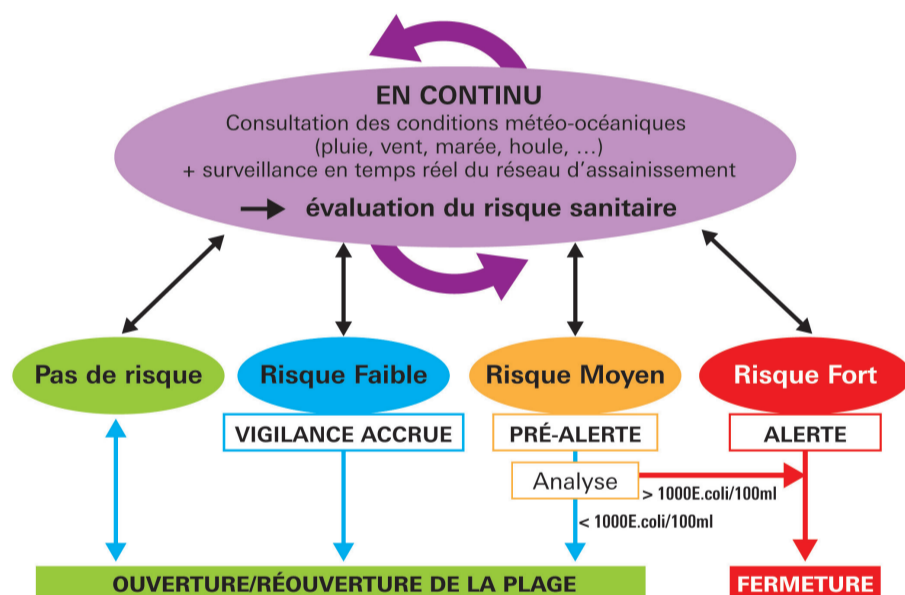 EN CONTINU
Consultation des conditions météo-océaniques
(pluie, vent, marée, houle, ...)
+ surveillance en temps réel du réseau d'assainissement
→ évaluation du risque sanitaire
Pas de risque
Risque Faible
Risque Moyen
Risque Fort
VIGILANCE ACCRUE
PRÉ-ALERTE
ALERTE
Analyse
> 1000E.coli/100ml
< 1000E.coli/100ml
OUVERTURE/RÉOUVERTURE DE LA PLAGE
FERMETURE